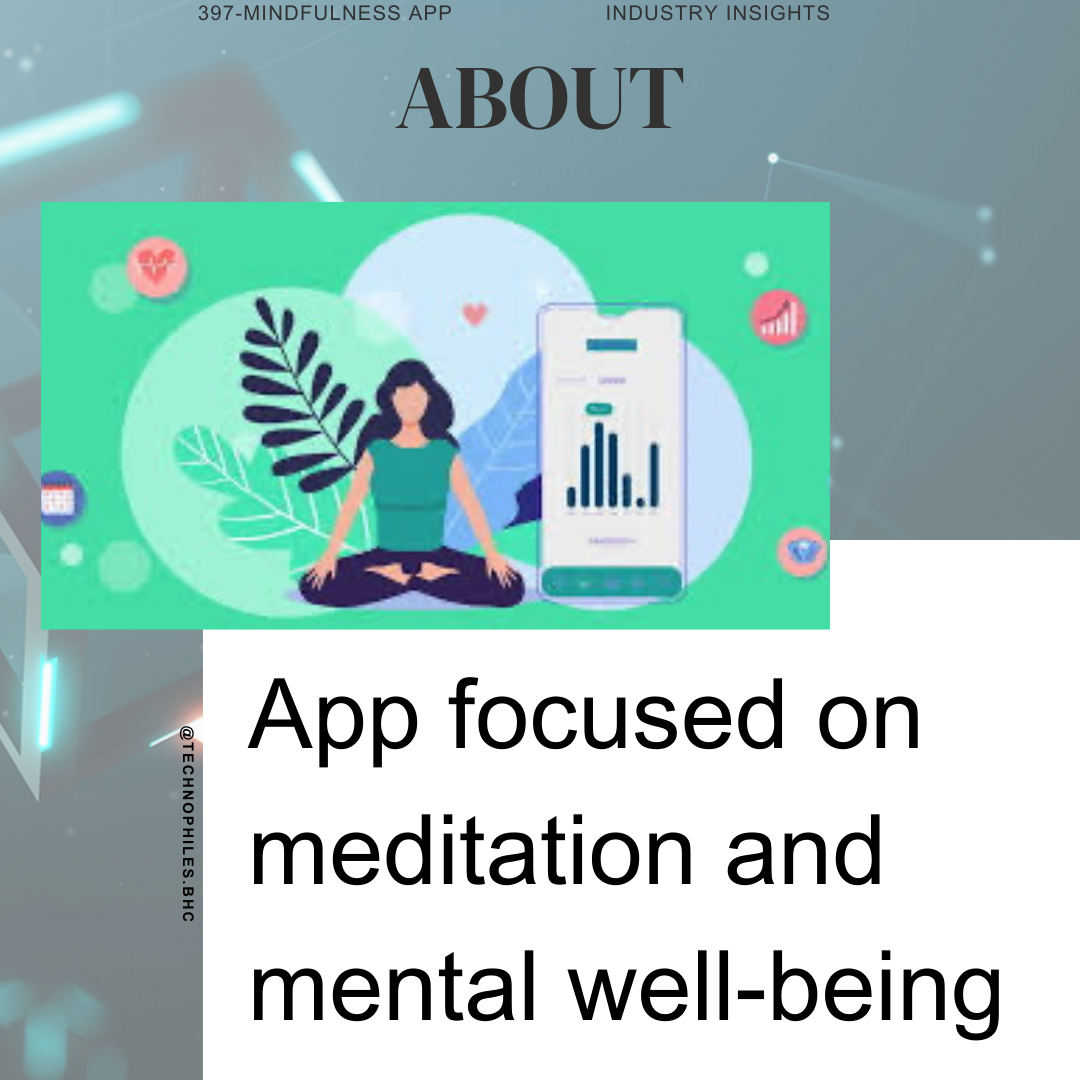 397-MINDFULNESS APP
INDUSTRY INSIGHTS
ABOUT
App focused on
meditation and
mental well-being
@TECHNOPHILES.BHC